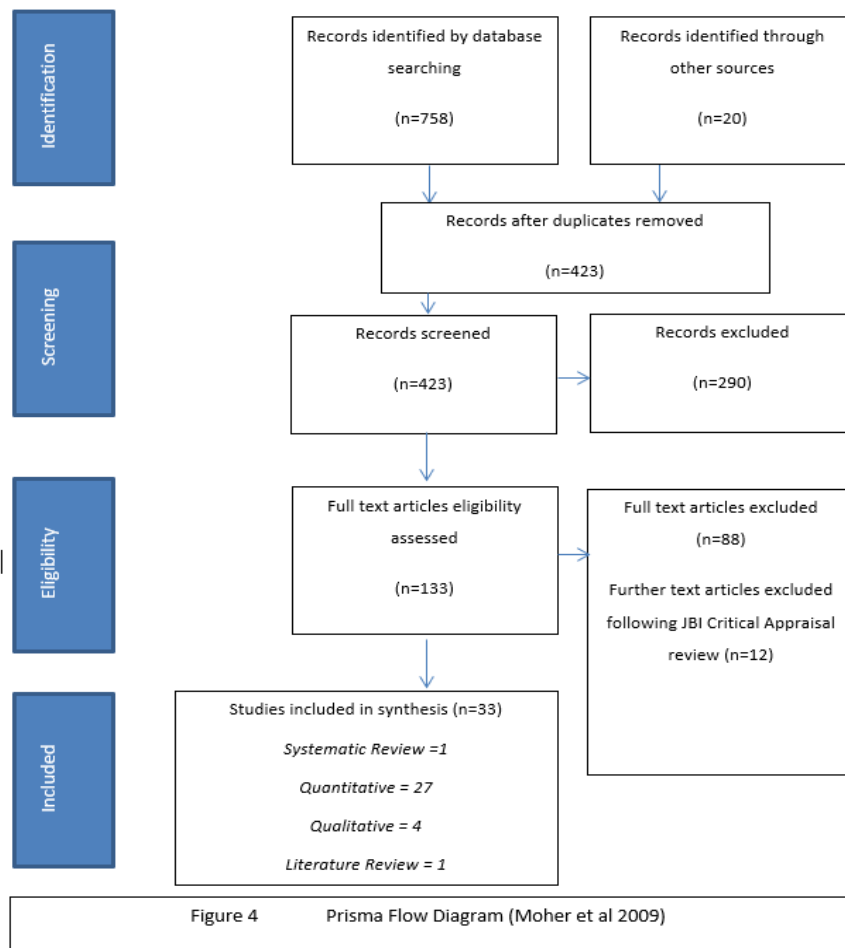 Identification
Records identified by database
searching
(n=758)
Records identified through
other sources
(n=20)
Records after duplicates removed
(n=423)
Screening
Records screened
(n=423)
Records excluded
(n=290)
Eligibility
Full text articles eligibility
assessed
(n=133)
Full text articles excluded
(n=88)
Further text articles excluded
following JBI Critical Appraisal
review (n=12)
Included
Studies included in synthesis (n=33)
Systematic Review =1
Quantitative = 27
Qualitative = 4
Literature Review = 1
Figure 4 Prisma Flow Diagram (Moher et al 2009)